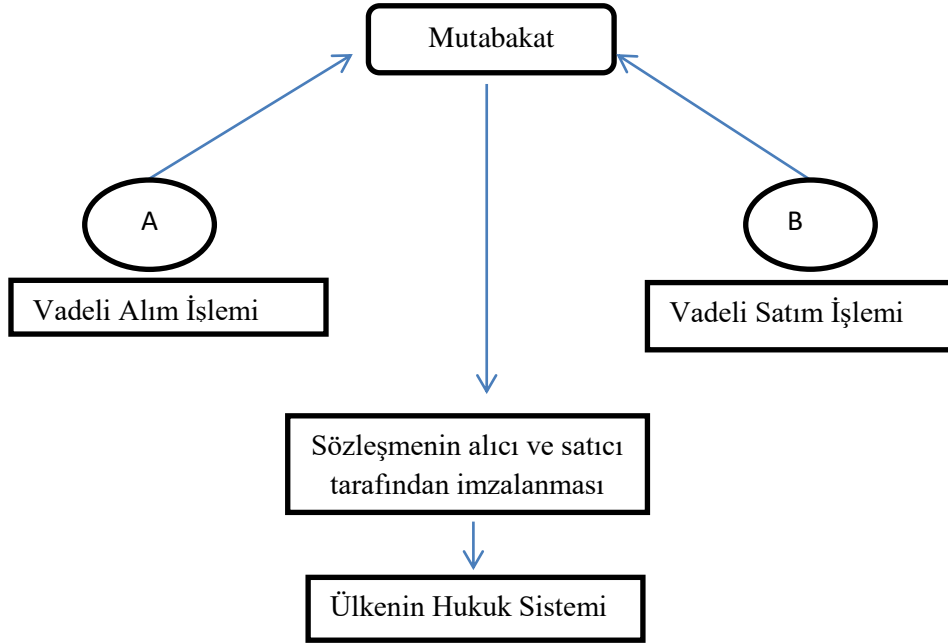 Mutabakat
A
B
Vadeli Alım İşlemi
Vadeli Satım İşlemi
Sözleşmenin alıcı ve satıcı
tarafından imzalanması
Ülkenin Hukuk Sistemi